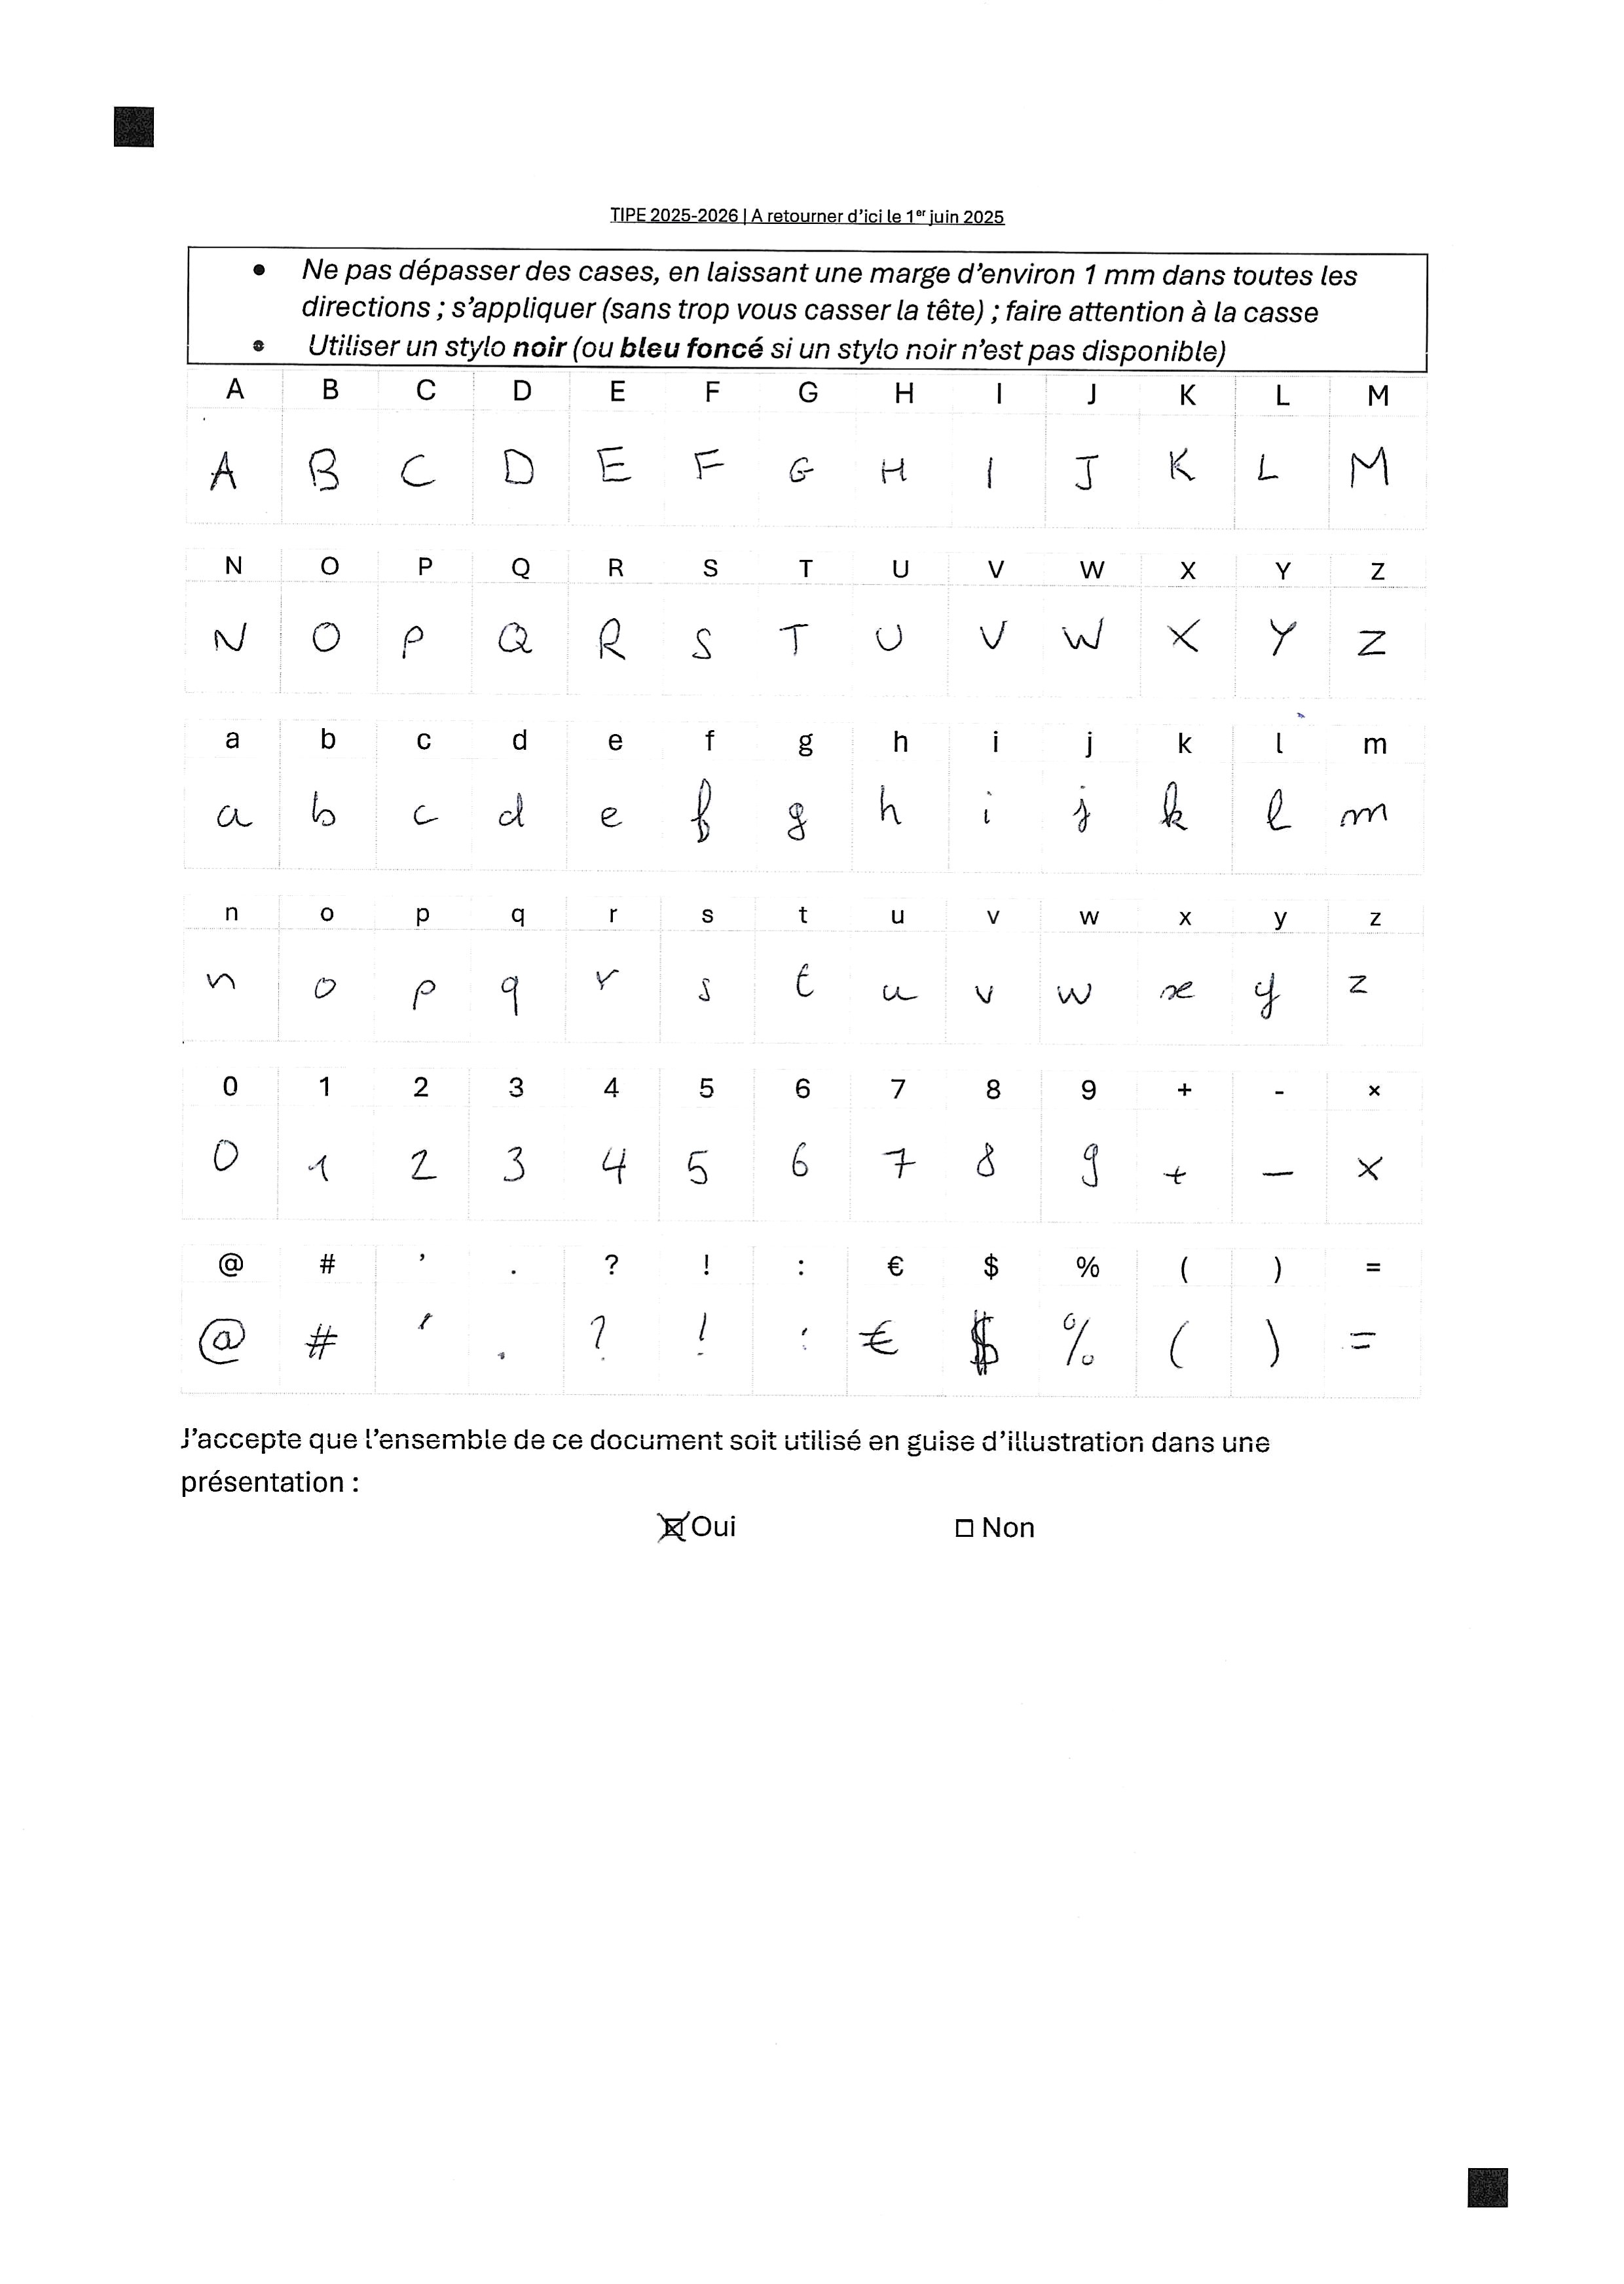 TIPE 2025-2026 | A retourner d'ici le 1er juin 2025
• Ne pas dépasser des cases, en laissant une marge d'environ 1 mm dans toutes les
directions ; s'appliquer (sans trop vous casser la tête) ; faire attention à la casse
• Utiliser un stylo noir (ou bleu foncé si un stylo noir n'est pas disponible)
A B C D E F G H I J K L M
A B C D E F G H I J K L M
N O P Q R S T U V W X Y Z
N O P Q R S T U V W X Y Z
a b c d e f g h i j k l m
a b c d e f g h i j k l m
n o p q r s t u v w x y z
n o p q r s t u v w x y z
0 1 2 3 4 5 6 7 8 9 + - ×
0 1 2 3 4 5 6 7 8 9 + - ×
@ # ’ . ? ! : € $ % ( ) =
@ # ' . ? ! : € $ % ( ) =
J'accepte que l'ensemble de ce document soit utilisé en guise d'illustration dans une
présentation :
☒ Oui ☐ Non